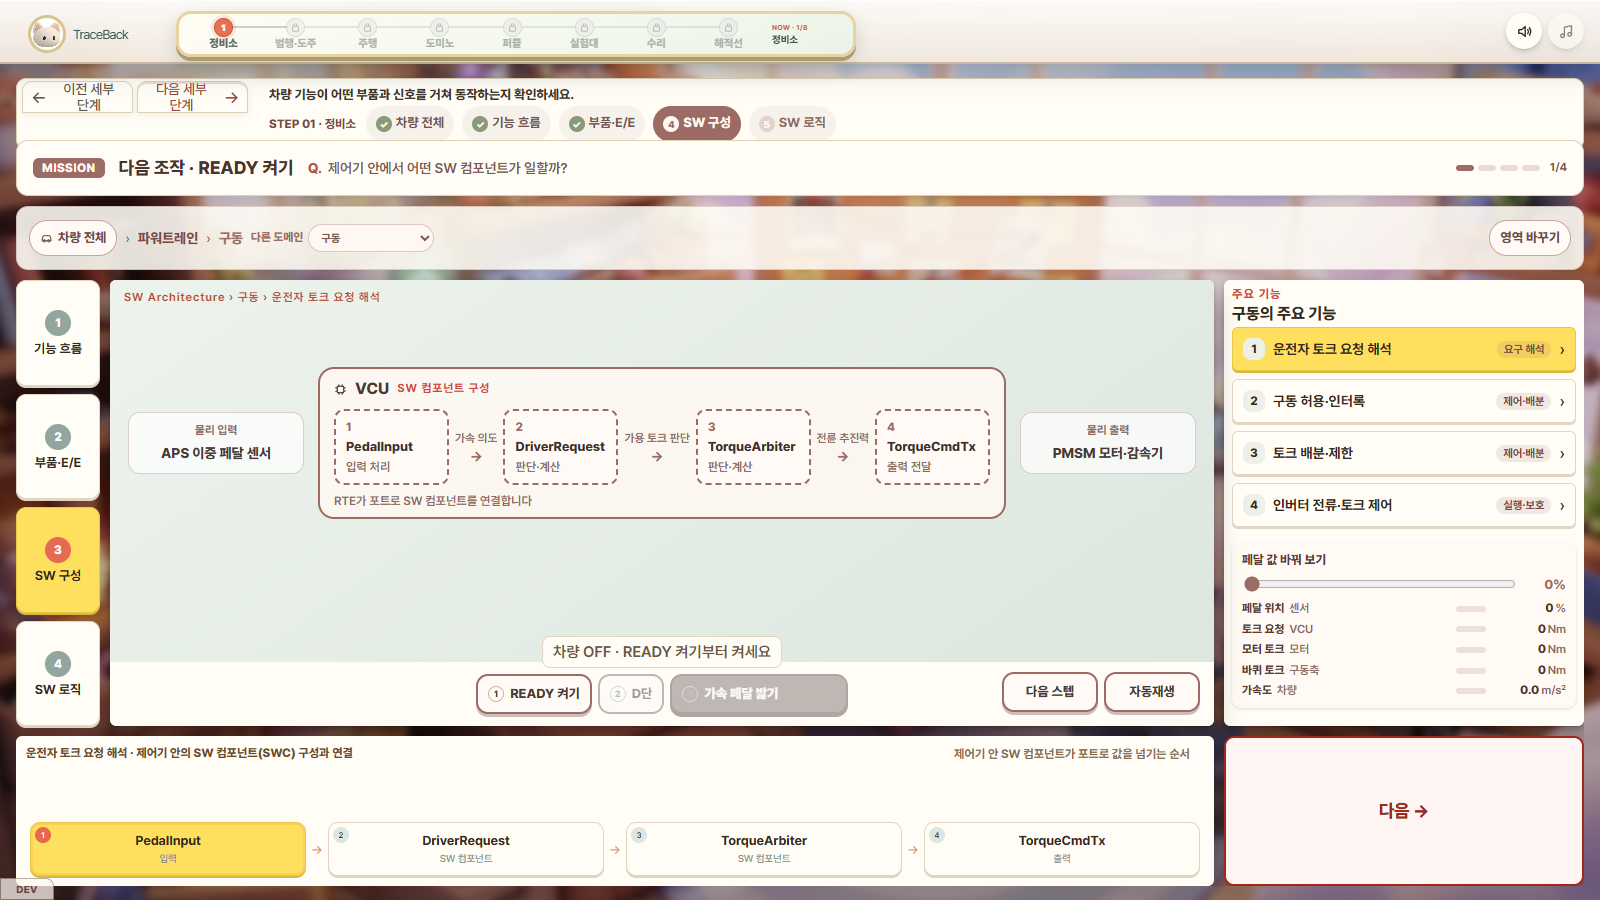 TraceBack
1
정비소
범행·도주
주행
도미노
퍼즐
실험대
수리
해적선
NOW · 1/8
정비소
← 이전 세부 단계
다음 세부 단계 →
차량 기능이 어떤 부품과 신호를 거쳐 동작하는지 확인하세요.
STEP 01 · 정비소
차량 전체
기능 흐름
부품·E/E
4 SW 구성
5 SW 로직
MISSION 다음 조작 · READY 켜기 Q. 제어기 안에서 어떤 SW 컴포넌트가 일할까? 1/4
차량 전체 › 파워트레인 › 구동 다른 도메인 구동
영역 바꾸기
1
기능 흐름
2
부품·E/E
3
SW 구성
4
SW 로직
SW Architecture › 구동 › 운전자 토크 요청 해석
물리 입력
APS 이중 페달 센서
VCU SW 컴포넌트 구성
1
PedalInput
입력 처리
가속 의도
→
2
DriverRequest
판단·계산
가용 토크 판단
→
3
TorqueArbiter
판단·계산
전륜 추진력
→
4
TorqueCmdTx
출력 전달
RTE가 포트로 SW 컴포넌트를 연결합니다
물리 출력
PMSM 모터·감속기
차량 OFF · READY 켜기부터 켜세요
1 READY 켜기
2 D단
가속 페달 밟기
다음 스텝
자동재생
주요 기능
구동의 주요 기능
1 운전자 토크 요청 해석 요구 해석 ›
2 구동 허용·인터록 제어·배분 ›
3 토크 배분·제한 제어·배분 ›
4 인버터 전류·토크 제어 실행·보호 ›
페달 값 바꿔 보기
0%
페달 위치 센서 0 %
토크 요청 VCU 0 Nm
모터 토크 모터 0 Nm
바퀴 토크 구동축 0 Nm
가속도 차량 0.0 m/s²
운전자 토크 요청 해석 · 제어기 안의 SW 컴포넌트(SWC) 구성과 연결
제어기 안 SW 컴포넌트가 포트로 값을 넘기는 순서
1
PedalInput
입력
→
2
DriverRequest
SW 컴포넌트
→
3
TorqueArbiter
SW 컴포넌트
→
4
TorqueCmdTx
출력
다음 →
DEV